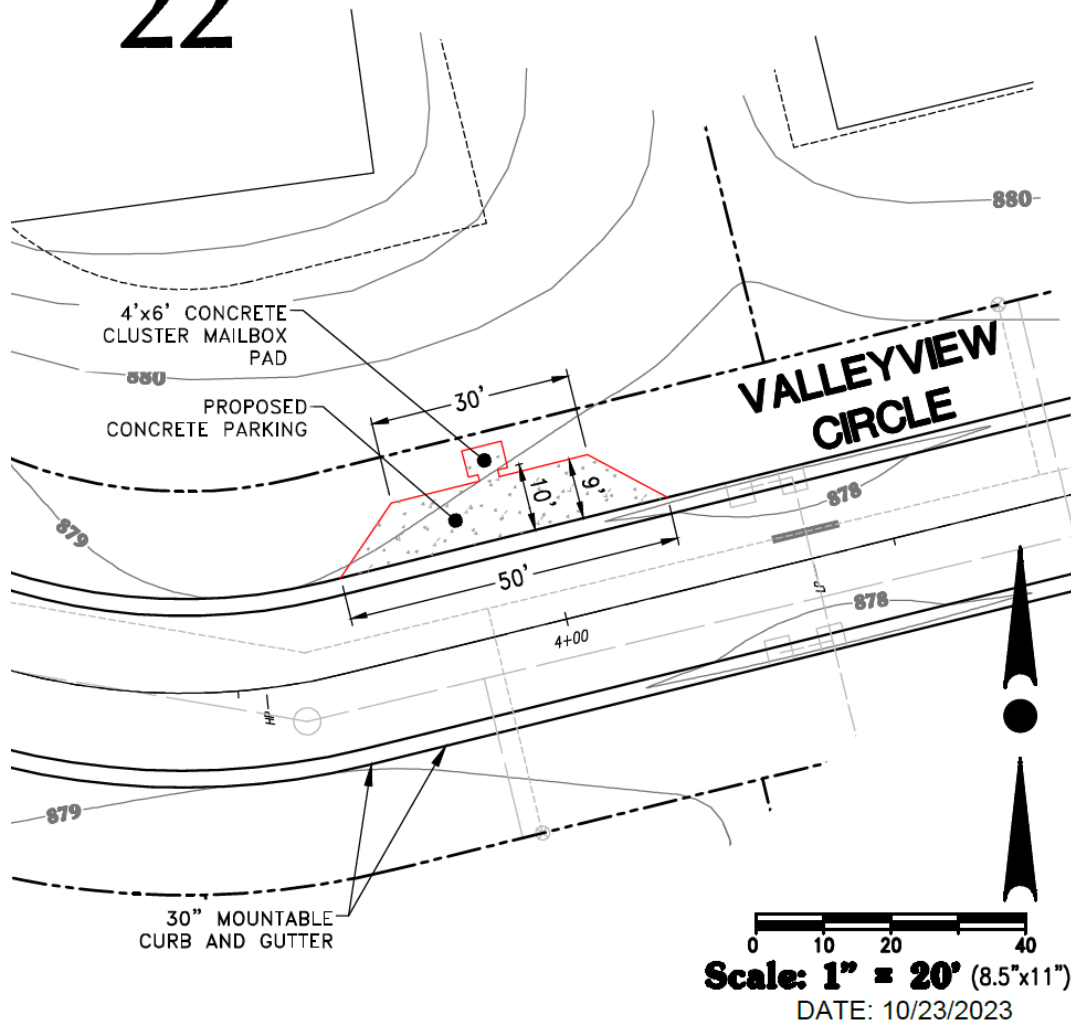 22
880
4'x6' CONCRETE
CLUSTER MAILBOX
PAD
880
30'
PROPOSED
CONCRETE PARKING
VALLEYVIEW
CIRCLE
10'
9'
879
878
50'
4+00
LP
878
HP
879
30" MOUNTABLE
CURB AND GUTTER
0 10 20 40
Scale: 1" = 20' (8.5"x11")
DATE: 10/23/2023